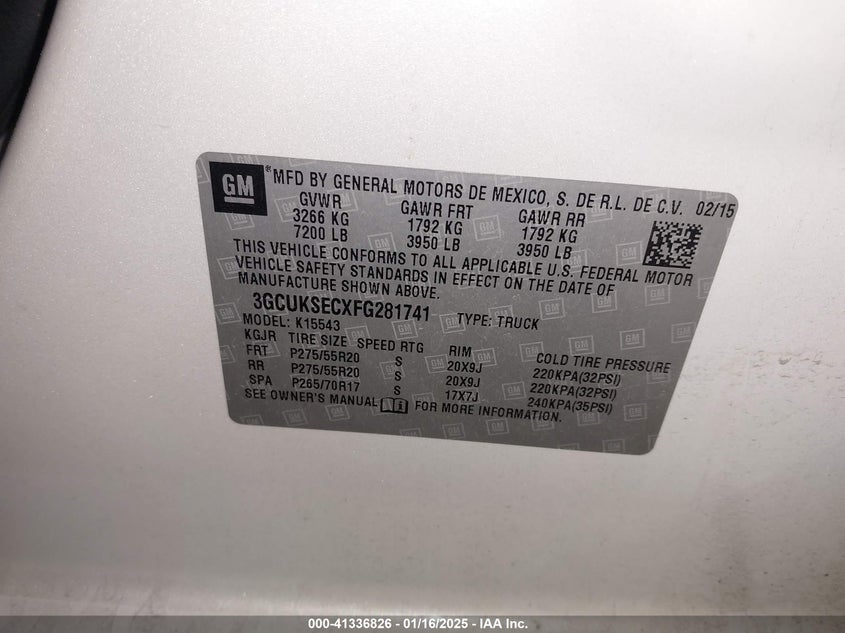 GM ® MFD BY GENERAL MOTORS DE MEXICO, S. DE R.L. DE C.V. 02/15
GVWR GAWR FRT GAWR RR
3266 KG 1792 KG 1792 KG
7200 LB 3950 LB 3950 LB
THIS VEHICLE CONFORMS TO ALL APPLICABLE U.S. FEDERAL MOTOR
VEHICLE SAFETY STANDARDS IN EFFECT ON THE DATE OF
MANUFACTURE SHOWN ABOVE.
3GCUKSECXFG281741 TYPE: TRUCK
MODEL: K15543
KGJR TIRE SIZE SPEED RTG RIM COLD TIRE PRESSURE
FRT P275/55R20 S 20X9J 220KPA(32PSI)
RR P275/55R20 S 20X9J 220KPA(32PSI)
SPA P265/70R17 S 17X7J 240KPA(35PSI)
SEE OWNER'S MANUAL FOR MORE INFORMATION.
000-41336826 - 01/16/2025 - IAA Inc.